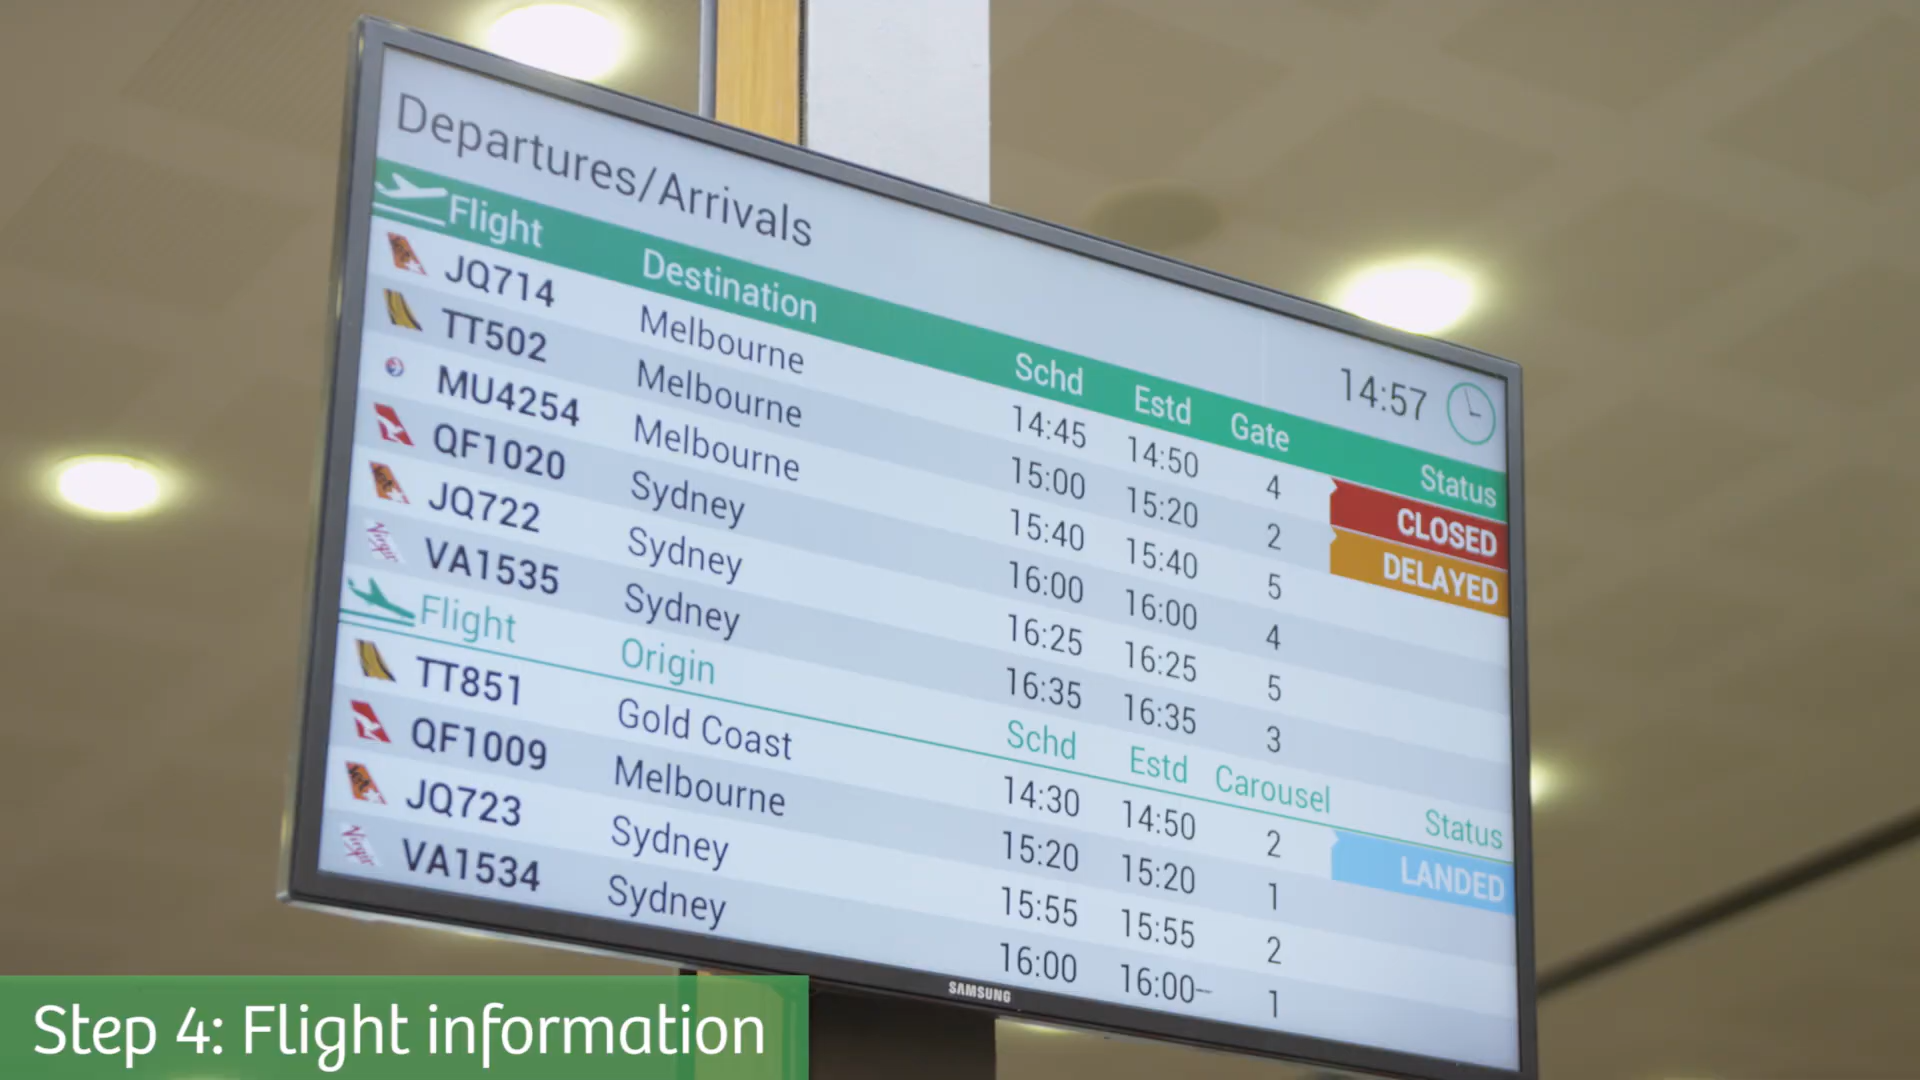 Departures/Arrivals
14:57
Flight Destination Schd Estd Gate Status
JQ714 Melbourne 14:45 14:50 4 CLOSED
TT502 Melbourne 15:00 15:20 2 DELAYED
MU4254 Melbourne 15:40 15:40 5
QF1020 Sydney 16:00 16:00 4
JQ722 Sydney 16:25 16:25 5
Virgin VA1535 Sydney 16:35 16:35 3
Flight Origin Schd Estd Carousel Status
TT851 Gold Coast 14:30 14:50 2 LANDED
QF1009 Melbourne 15:20 15:20 1
JQ723 Sydney 15:55 15:55 2
Virgin VA1534 Sydney 16:00 16:00 1
SAMSUNG
Step 4: Flight information